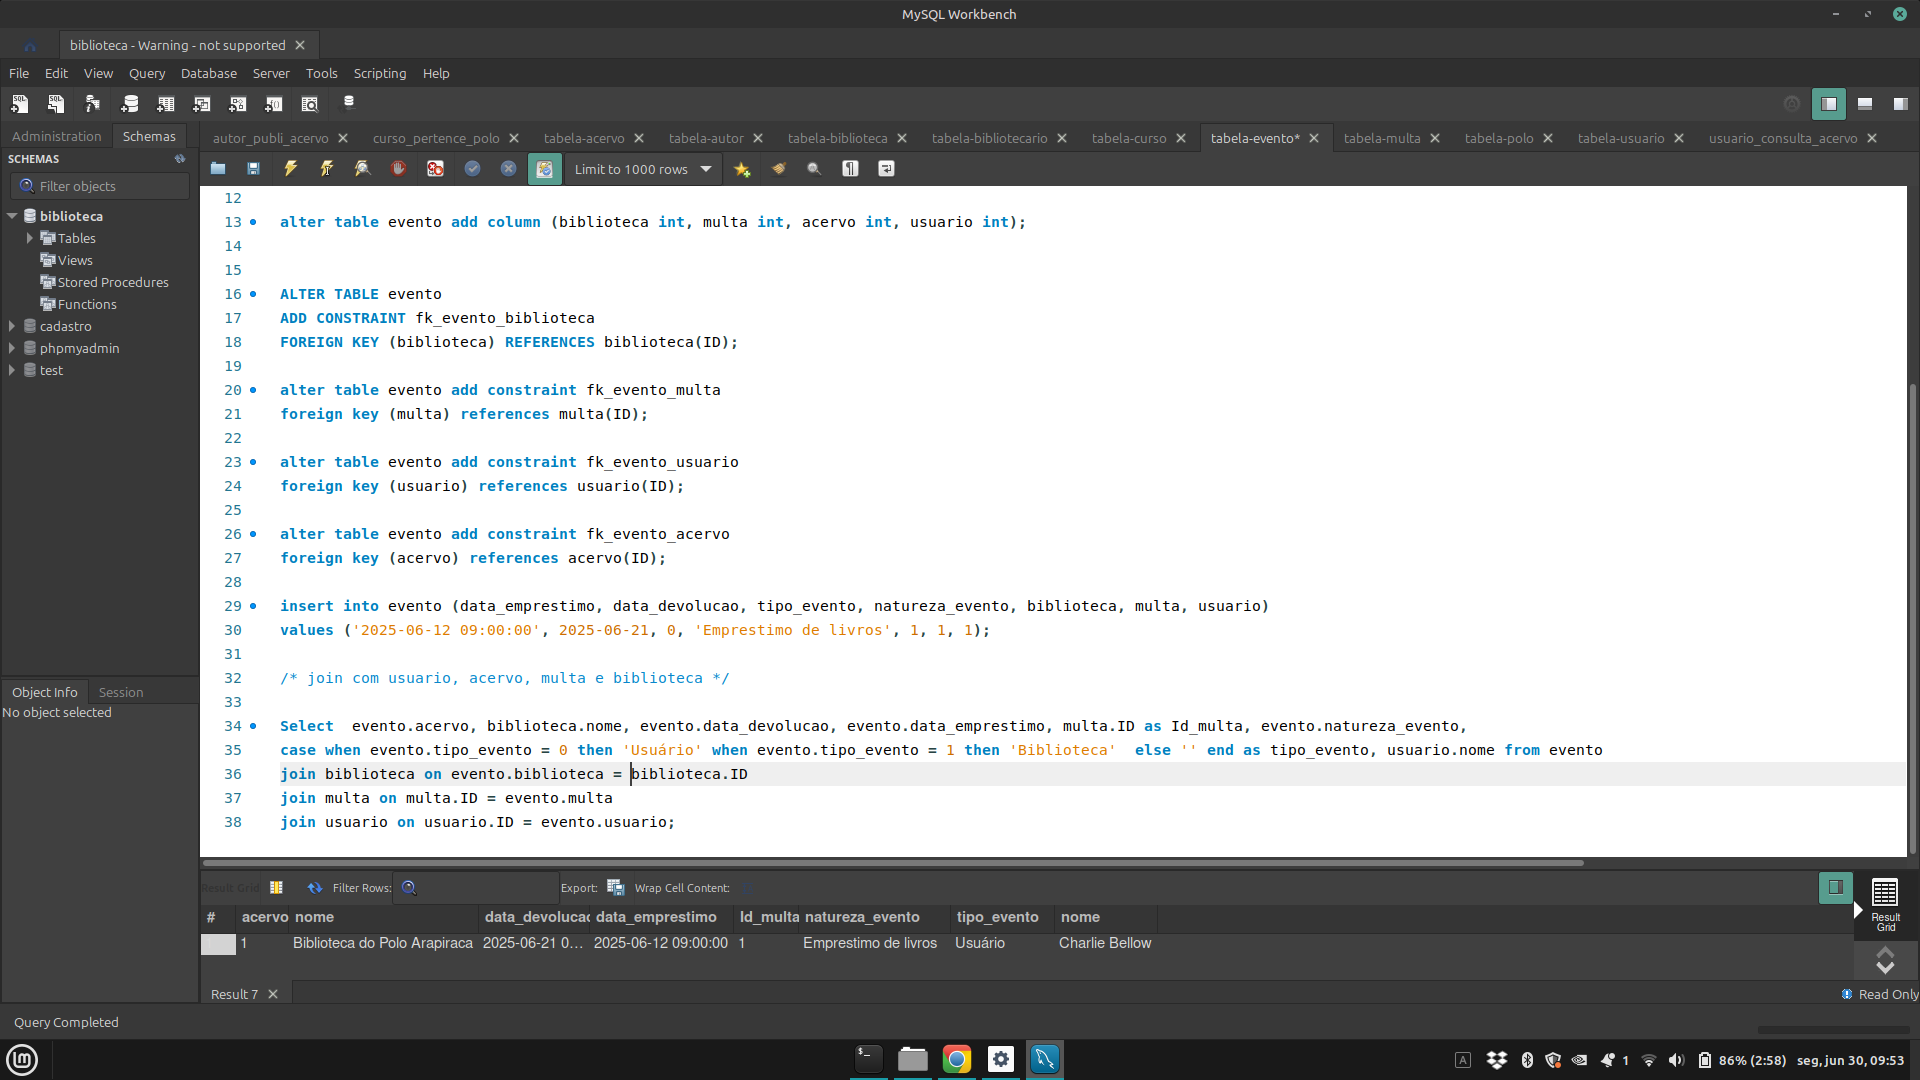 MySQL Workbench
biblioteca - Warning - not supported
File Edit View Query Database Server Tools Scripting Help
Administration Schemas
autor_publi_acervo curso_pertence_polo tabela-acervo tabela-autor tabela-biblioteca tabela-bibliotecario tabela-curso tabela-evento* tabela-multa tabela-polo tabela-usuario usuario_consulta_acervo
SCHEMAS
Limit to 1000 rows
Filter objects
biblioteca
Tables
Views
Stored Procedures
Functions
cadastro
phpmyadmin
test
Object Info Session
No object selected
12
13 alter table evento add column (biblioteca int, multa int, acervo int, usuario int);
14
15
16 ALTER TABLE evento
17 ADD CONSTRAINT fk_evento_biblioteca
18 FOREIGN KEY (biblioteca) REFERENCES biblioteca(ID);
19
20 alter table evento add constraint fk_evento_multa
21 foreign key (multa) references multa(ID);
22
23 alter table evento add constraint fk_evento_usuario
24 foreign key (usuario) references usuario(ID);
25
26 alter table evento add constraint fk_evento_acervo
27 foreign key (acervo) references acervo(ID);
28
29 insert into evento (data_emprestimo, data_devolucao, tipo_evento, natureza_evento, biblioteca, multa, usuario)
30 values ('2025-06-12 09:00:00', 2025-06-21, 0, 'Emprestimo de livros', 1, 1, 1);
31
32 /* join com usuario, acervo, multa e biblioteca */
33
34 Select  evento.acervo, biblioteca.nome, evento.data_devolucao, evento.data_emprestimo, multa.ID as Id_multa, evento.natureza_evento,
35 case when evento.tipo_evento = 0 then 'Usuário' when evento.tipo_evento = 1 then 'Biblioteca'  else '' end as tipo_evento, usuario.nome from evento
36 join biblioteca on evento.biblioteca = biblioteca.ID
37 join multa on multa.ID = evento.multa
38 join usuario on usuario.ID = evento.usuario;
Result Grid Filter Rows: Export: Wrap Cell Content:
# acervo nome data_devolucao data_emprestimo Id_multa natureza_evento tipo_evento nome
1 Biblioteca do Polo Arapiraca 2025-06-21 0... 2025-06-12 09:00:00 1 Emprestimo de livros Usuário Charlie Bellow
Result
Grid
Result 7
Read Only
Query Completed
A 1 86% (2:58) seg, jun 30, 09:53